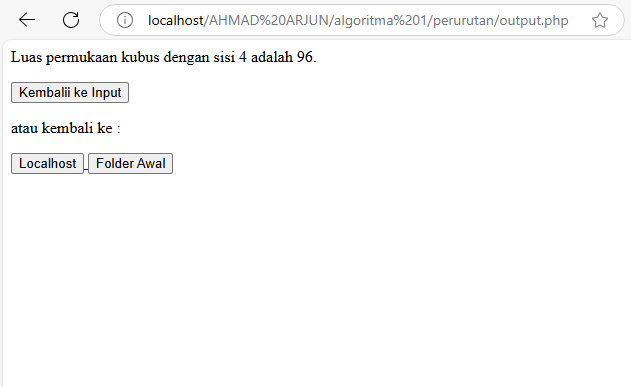 localhost/AHMAD%20ARJUN/algoritma%201/perurutan/output.php
Luas permukaan kubus dengan sisi 4 adalah 96.
Kembalii ke Input
atau kembali ke :
Localhost Folder Awal